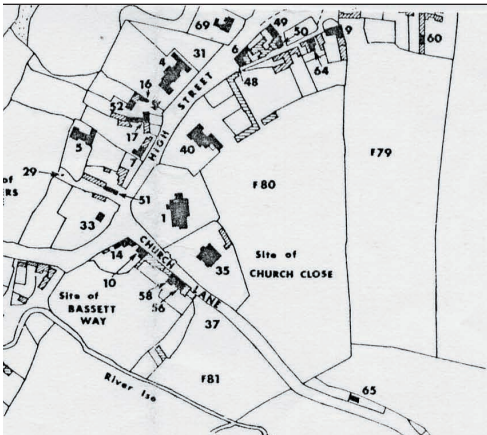 69
31
49
6
50
9
60
4
48
64
16
52
17
HIGH STREET
5
7
40
F79
29
of
ERS
51
F80
33
1
CHURCH LANE
14
10
35
Site of
CHURCH CLOSE
58
56
Site of
BASSETT
WAY
37
River Ise
F81
65